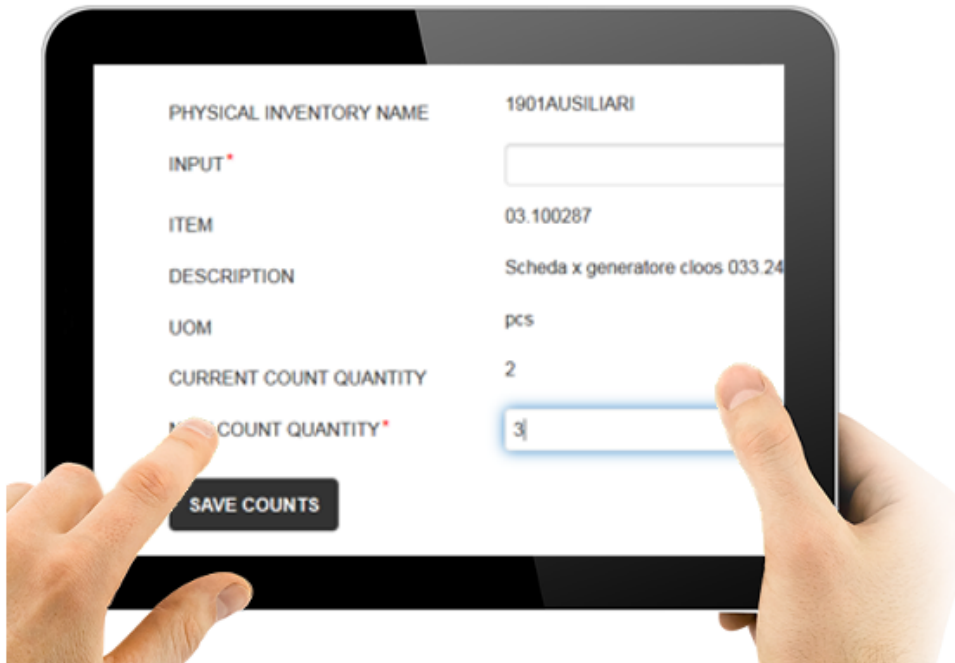 PHYSICAL INVENTORY NAME 1901AUSILIARI
INPUT*
ITEM 03.100287
DESCRIPTION Scheda x generatore cloos 033.24
UOM pcs
CURRENT COUNT QUANTITY 2
COUNT QUANTITY* 3
SAVE COUNTS